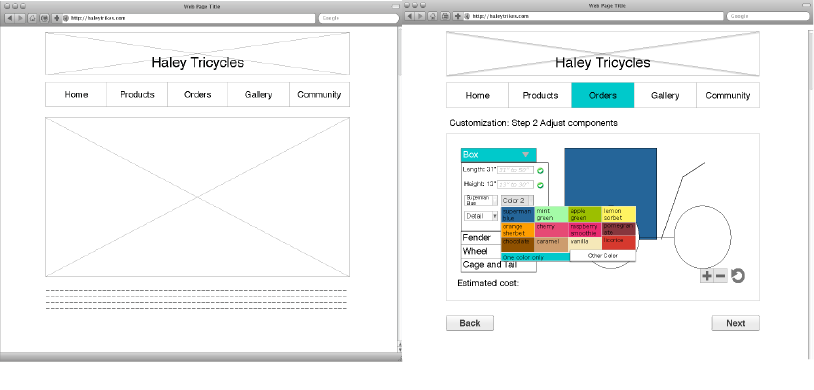 Web Page Title
http://haleytrikes.com
Google
Haley Tricycles
Home Products Orders Gallery Community
Web Page Title
http://haleytrikes.com
Google
Haley Tricycles
Home Products Orders Gallery Community
Customization: Step 2 Adjust components
Box
Length: 31"
Height: 13"
Superman Blue
Color 2
Detail
superman blue
mint green
apple green
lemon sorbet
orange sherbet
cherry
raspberry smoothie
pomegranate
chocolate
caramel
vanilla
licorice
One color only
Other Color
Fender
Wheel
Cage and Tail
Estimated cost:
Back
Next